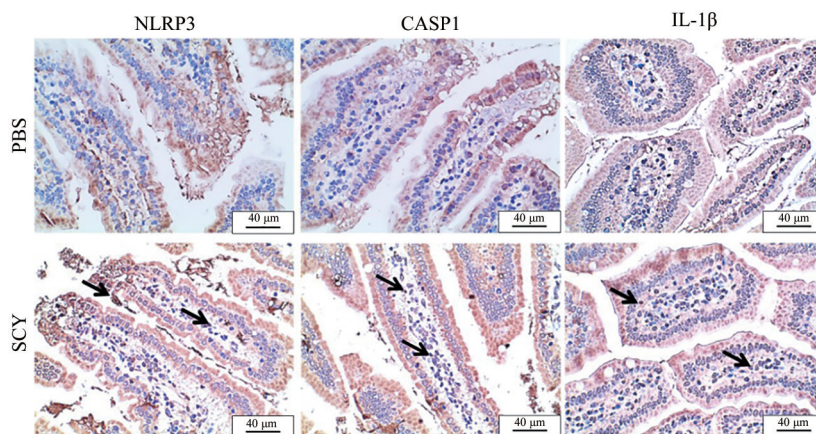 NLRP3 CASP1 IL-1β
PBS
40 µm 40 µm 40 µm
SCY
40 µm 40 µm 40 µm